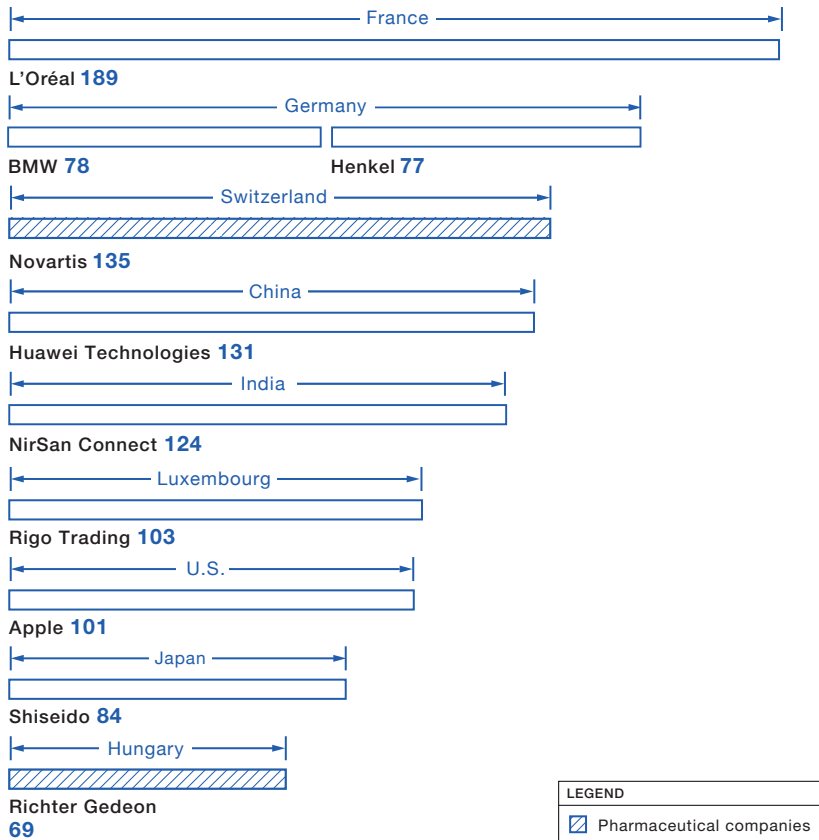 France
L’Oréal 189
Germany
BMW 78
Henkel 77
Switzerland
Novartis 135
China
Huawei Technologies 131
India
NirSan Connect 124
Luxembourg
Rigo Trading 103
U.S.
Apple 101
Japan
Shiseido 84
Hungary
Richter Gedeon
69
LEGEND
Pharmaceutical companies